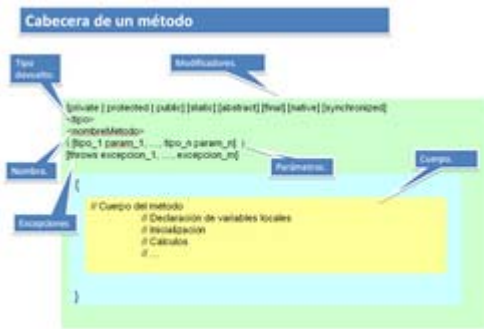 Cabecera de un método
Tipo devuelto.
Modificadores.
[private | protected | public] [static] [abstract] [final] [native] [synchronized]
<tipo>
<nombreMetodo>
( [tipo_1 param_1, ..., tipo_n param_n] )
[throws excepcion_1, ..., excepcion_m]
Nombre.
Parámetros.
Cuerpo.
Excepciones
{
// Cuerpo del método
// Declaración de variables locales
// Inicialización
// Cálculos
// ...
}